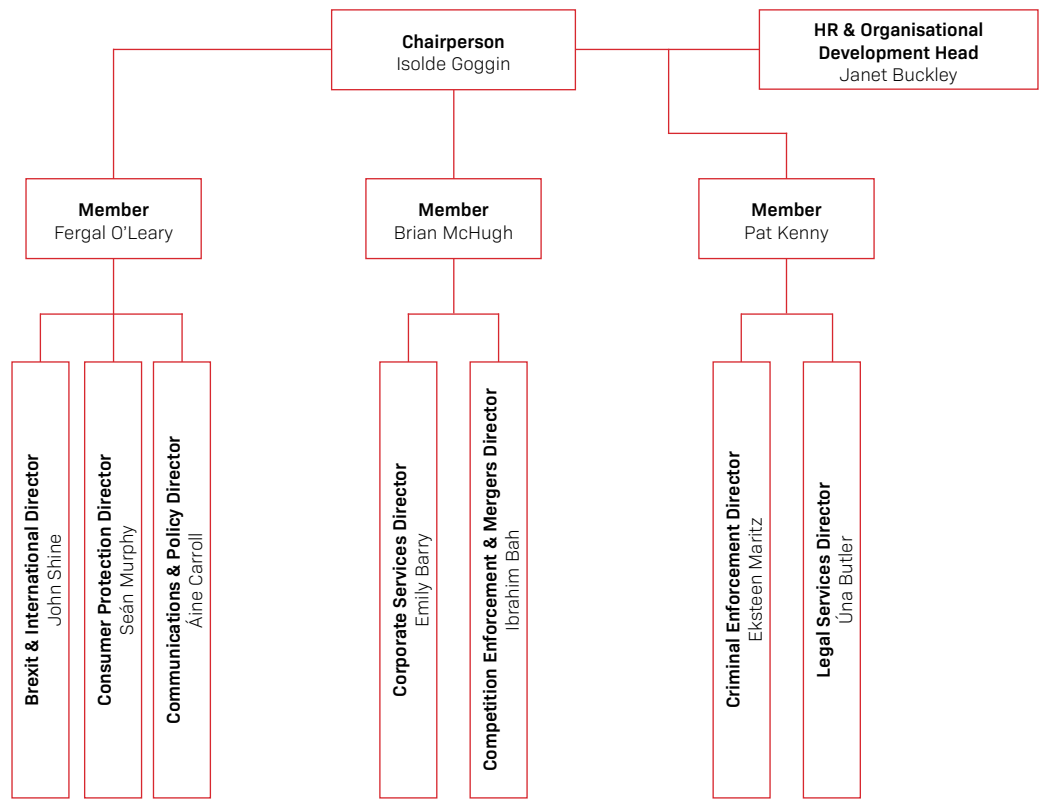 Chairperson
Isolde Goggin
HR & Organisational
Development Head
Janet Buckley
Member
Fergal O'Leary
Member
Brian McHugh
Member
Pat Kenny
Brexit & International Director
John Shine
Consumer Protection Director
Seán Murphy
Communications & Policy Director
Áine Carroll
Corporate Services Director
Emily Barry
Competition Enforcement & Mergers Director
Ibrahim Bah
Criminal Enforcement Director
Eksteen Maritz
Legal Services Director
Úna Butler